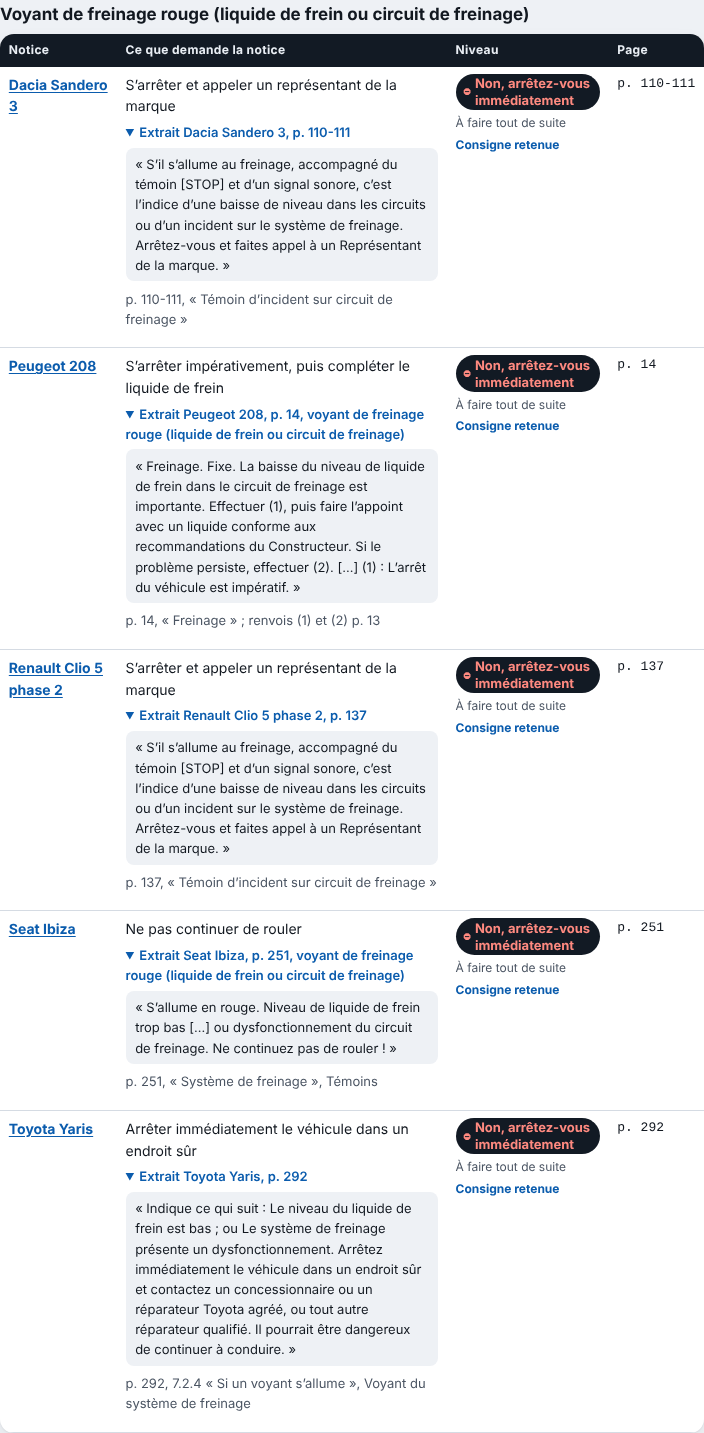 Voyant de freinage rouge (liquide de frein ou circuit de freinage)
Notice Ce que demande la notice Niveau Page
Dacia Sandero 3
S’arrêter et appeler un représentant de la
marque
▼ Extrait Dacia Sandero 3, p. 110-111
« S’il s’allume au freinage, accompagné du
témoin [STOP] et d’un signal sonore, c’est
l’indice d’une baisse de niveau dans les circuits
ou d’un incident sur le système de freinage.
Arrêtez-vous et faites appel à un Représentant
de la marque. »
p. 110-111, « Témoin d’incident sur circuit de
freinage »
Non, arrêtez-vous
immédiatement
À faire tout de suite
Consigne retenue
p. 110-111
Peugeot 208
S’arrêter impérativement, puis compléter le
liquide de frein
▼ Extrait Peugeot 208, p. 14, voyant de freinage
rouge (liquide de frein ou circuit de freinage)
« Freinage. Fixe. La baisse du niveau de liquide
de frein dans le circuit de freinage est
importante. Effectuer (1), puis faire l’appoint
avec un liquide conforme aux
recommandations du Constructeur. Si le
problème persiste, effectuer (2). [...] (1) : L’arrêt
du véhicule est impératif. »
p. 14, « Freinage » ; renvois (1) et (2) p. 13
Non, arrêtez-vous
immédiatement
À faire tout de suite
Consigne retenue
p. 14
Renault Clio 5
phase 2
S’arrêter et appeler un représentant de la
marque
▼ Extrait Renault Clio 5 phase 2, p. 137
« S’il s’allume au freinage, accompagné du
témoin [STOP] et d’un signal sonore, c’est
l’indice d’une baisse de niveau dans les circuits
ou d’un incident sur le système de freinage.
Arrêtez-vous et faites appel à un Représentant
de la marque. »
p. 137, « Témoin d’incident sur circuit de freinage »
Non, arrêtez-vous
immédiatement
À faire tout de suite
Consigne retenue
p. 137
Seat Ibiza
Ne pas continuer de rouler
▼ Extrait Seat Ibiza, p. 251, voyant de freinage
rouge (liquide de frein ou circuit de freinage)
« S’allume en rouge. Niveau de liquide de frein
trop bas [...] ou dysfonctionnement du circuit
de freinage. Ne continuez pas de rouler ! »
p. 251, « Système de freinage », Témoins
Non, arrêtez-vous
immédiatement
À faire tout de suite
Consigne retenue
p. 251
Toyota Yaris
Arrêter immédiatement le véhicule dans un
endroit sûr
▼ Extrait Toyota Yaris, p. 292
« Indique ce qui suit : Le niveau du liquide de
frein est bas ; ou Le système de freinage
présente un dysfonctionnement. Arrêtez
immédiatement le véhicule dans un endroit sûr
et contactez un concessionnaire ou un
réparateur Toyota agréé, ou tout autre
réparateur qualifié. Il pourrait être dangereux
de continuer à conduire. »
p. 292, 7.2.4 « Si un voyant s’allume », Voyant du
système de freinage
Non, arrêtez-vous
immédiatement
À faire tout de suite
Consigne retenue
p. 292